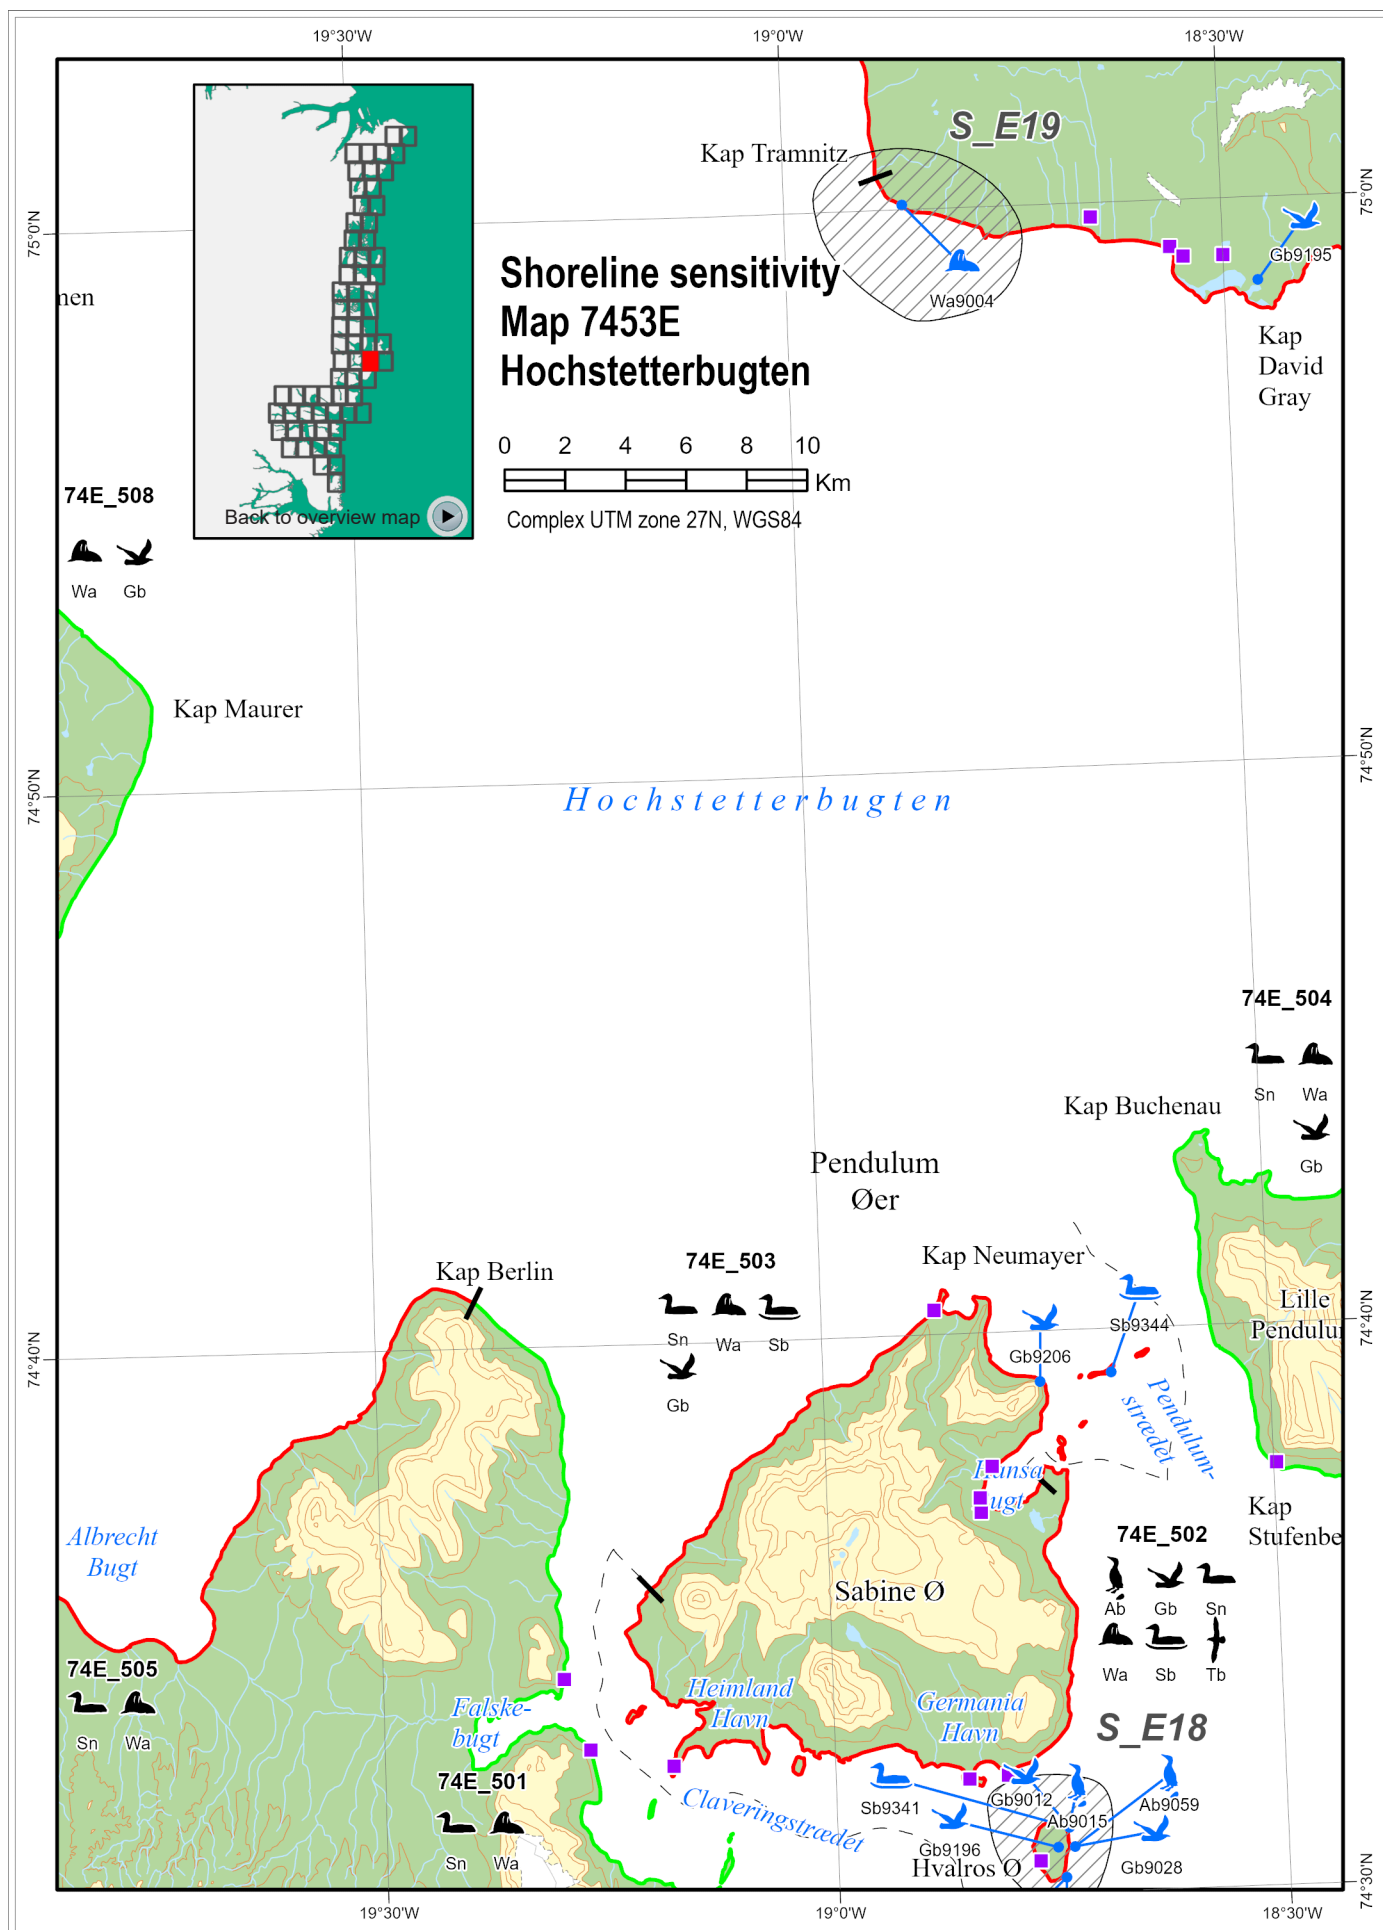 19°30'W
19°0'W
18°30'W
S_E19
Kap Tramnitz
75°0'N
75°0'N
Gb9195
Wa9004
Shoreline sensitivity
Map 7453E
Hochstetterbugten
men
Kap
David
Gray
0 2 4 6 8 10
Km
Complex UTM zone 27N, WGS84
Back to overview map
74E_508
Wa Gb
Kap Maurer
74°50'N
74°50'N
Hochstetterbugten
74E_504
Sn Wa
Gb
Kap Buchenau
Pendulum
Øer
Kap Neumayer
74E_503
Sn Wa Sb
Gb
Kap Berlin
Lille
Pendulu
Sb9344
Gb9206
74°40'N
74°40'N
Pendulum-
strædet
Hansa
Bugt
Kap
Stufenbe
Albrecht
Bugt
74E_502
Ab Gb Sn
Wa Sb Tb
Sabine Ø
74E_505
Sn Wa
Heimland
Havn
Germania
Havn
Falske-
bugt
S_E18
74E_501
Sn Wa
Claveringstrædet
Sb9341
Gb9012
Ab9015
Ab9059
Gb9196
Hvalros Ø
Gb9028
74°30'N
19°30'W
19°0'W
18°30'W